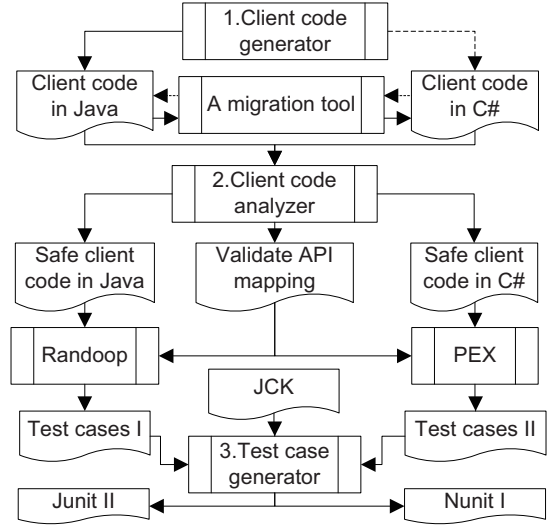 1.Client code
generator
Client code
in Java
A migration tool
Client code
in C#
2.Client code
analyzer
Safe client
code in Java
Validate API
mapping
Safe client
code in C#
Randoop
PEX
JCK
Test cases I
Test cases II
3.Test case
generator
Junit II
Nunit I